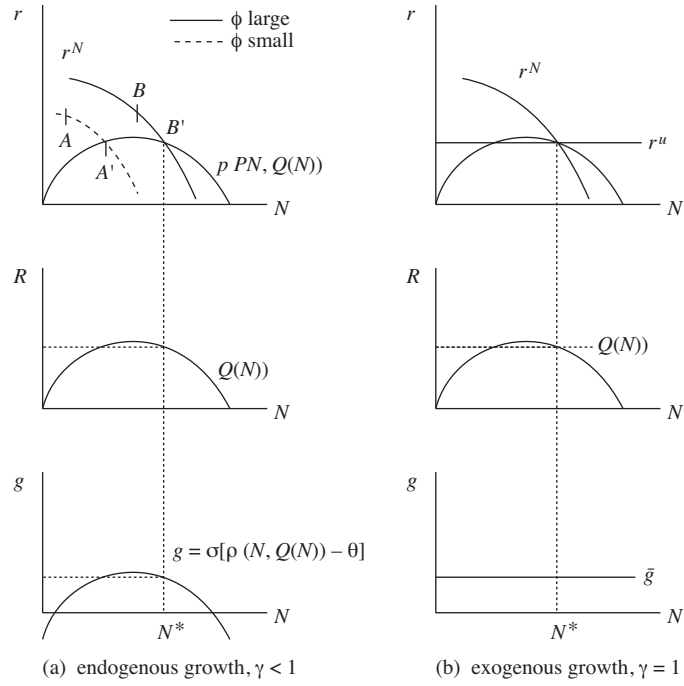 r
ϕ large
ϕ small
r^N
B
A
B'
A'
p PN, Q(N))
N
R
Q(N))
N
g
g = σ[ρ (N, Q(N)) – θ]
N
N*
(a) endogenous growth, γ < 1
r
r^N
r^u
N
R
Q(N))
N
g
ḡ
N
N*
(b) exogenous growth, γ = 1